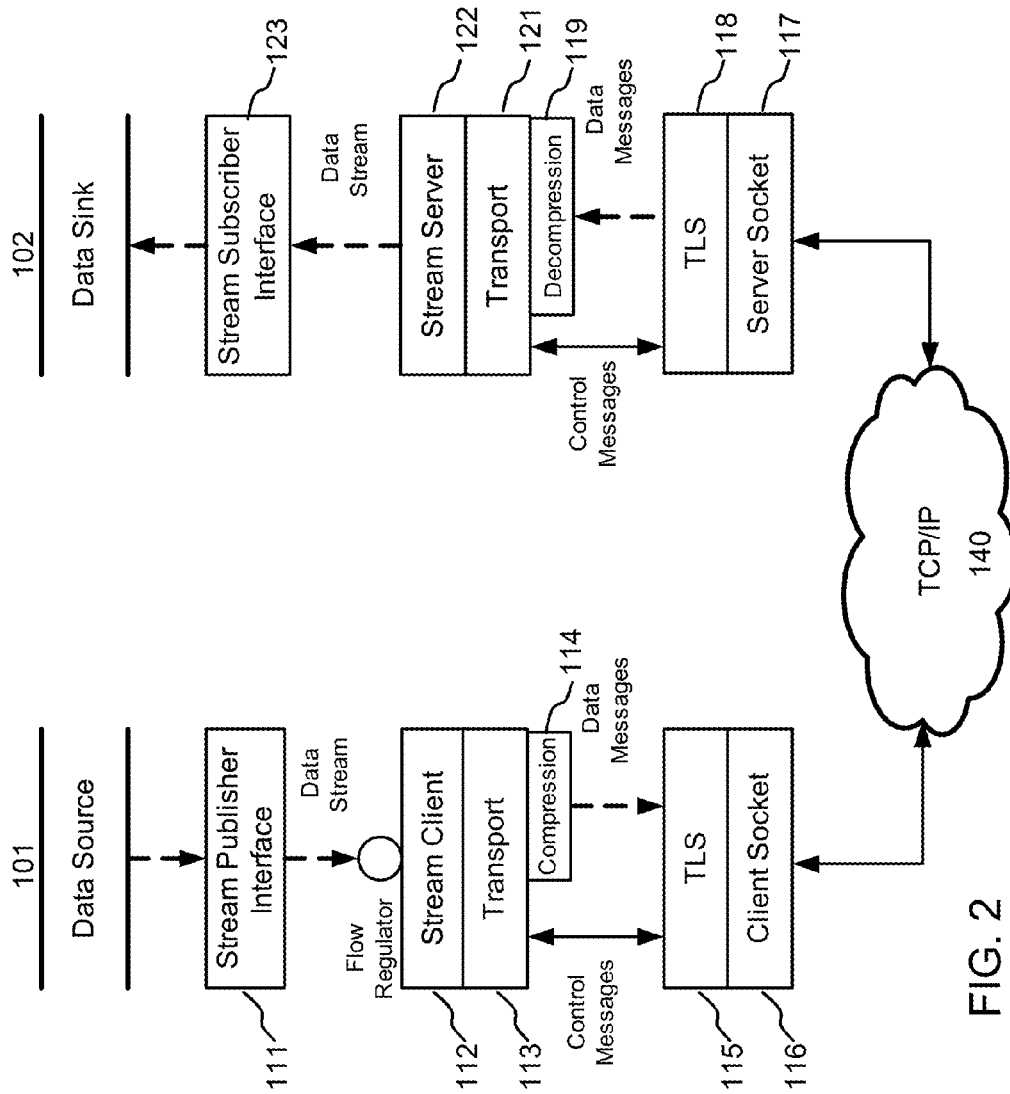 101
Data Source
Stream Publisher
Interface
111
Data
Stream
Flow
Regulator
Stream Client
112
Transport
113
Compression
114
Control
Messages
Data
Messages
TLS
115
Client Socket
116
102
Data Sink
Stream Subscriber
Interface
123
Data
Stream
Stream Server
122
Transport
121
Decompression
119
Control
Messages
Data
Messages
TLS
118
Server Socket
117
TCP/IP
140
FIG. 2